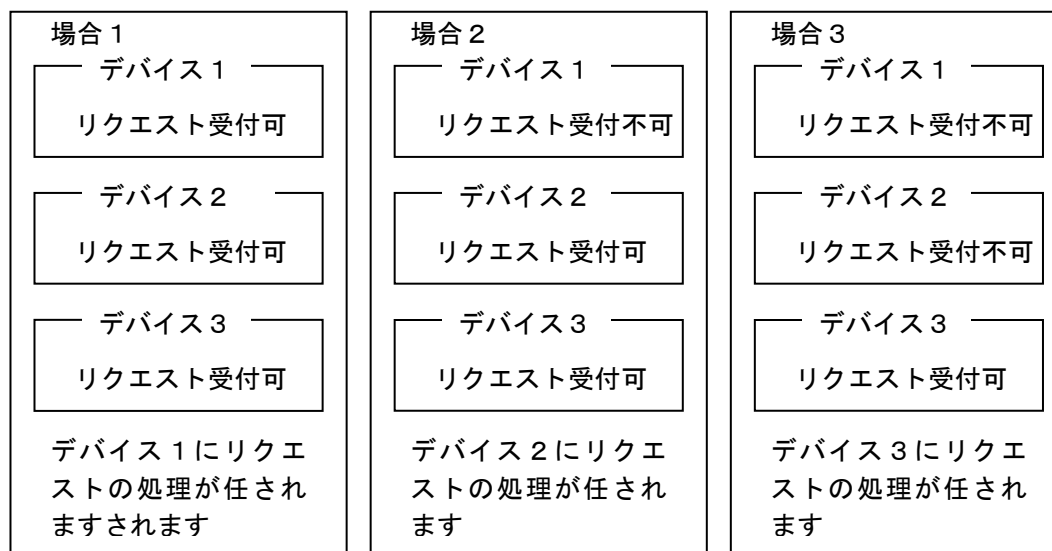 場合１
デバイス１
リクエスト受付可
デバイス２
リクエスト受付可
デバイス３
リクエスト受付可
デバイス１にリクエ
ストの処理が任され
ますされます
場合２
デバイス１
リクエスト受付不可
デバイス２
リクエスト受付可
デバイス３
リクエスト受付可
デバイス２にリクエ
ストの処理が任され
ます
場合３
デバイス１
リクエスト受付不可
デバイス２
リクエスト受付不可
デバイス３
リクエスト受付可
デバイス３にリクエ
ストの処理が任され
ます